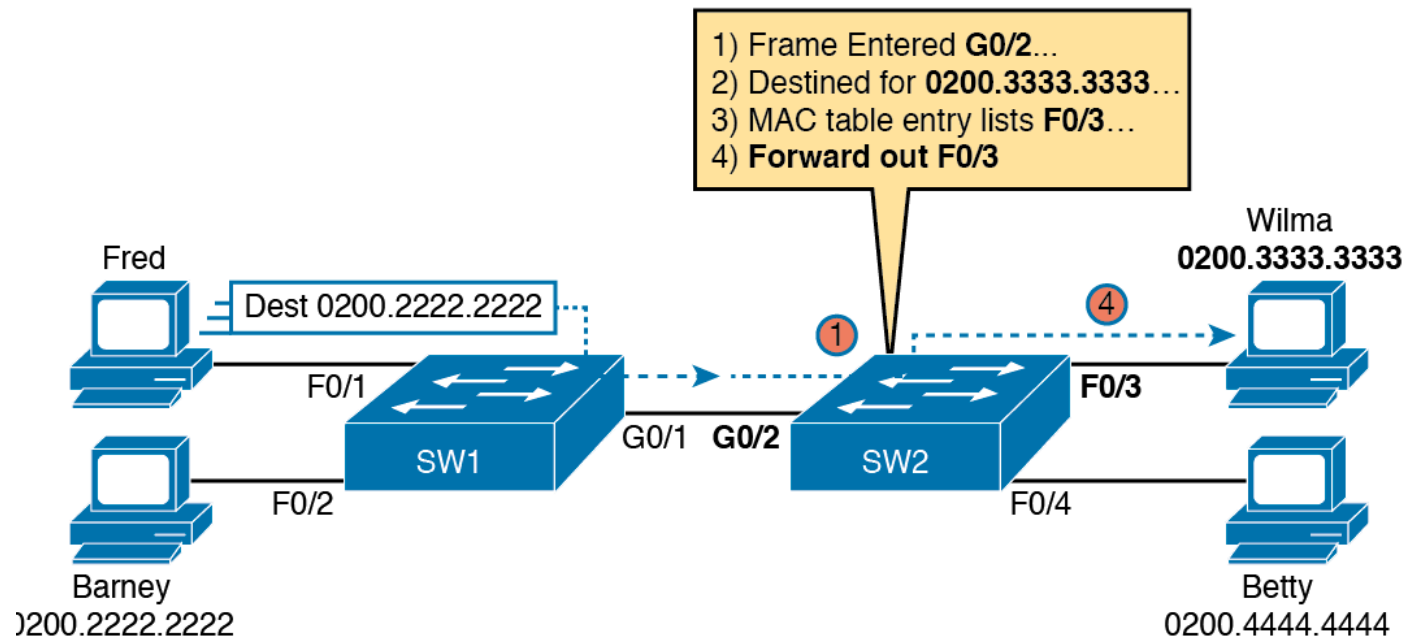 1) Frame Entered G0/2...
2) Destined for 0200.3333.3333...
3) MAC table entry lists F0/3...
4) Forward out F0/3
Wilma
0200.3333.3333
Fred
Dest 0200.2222.2222
1
4
F0/1
F0/3
G0/1
G0/2
SW1
SW2
F0/2
F0/4
Barney
0200.2222.2222
Betty
0200.4444.4444